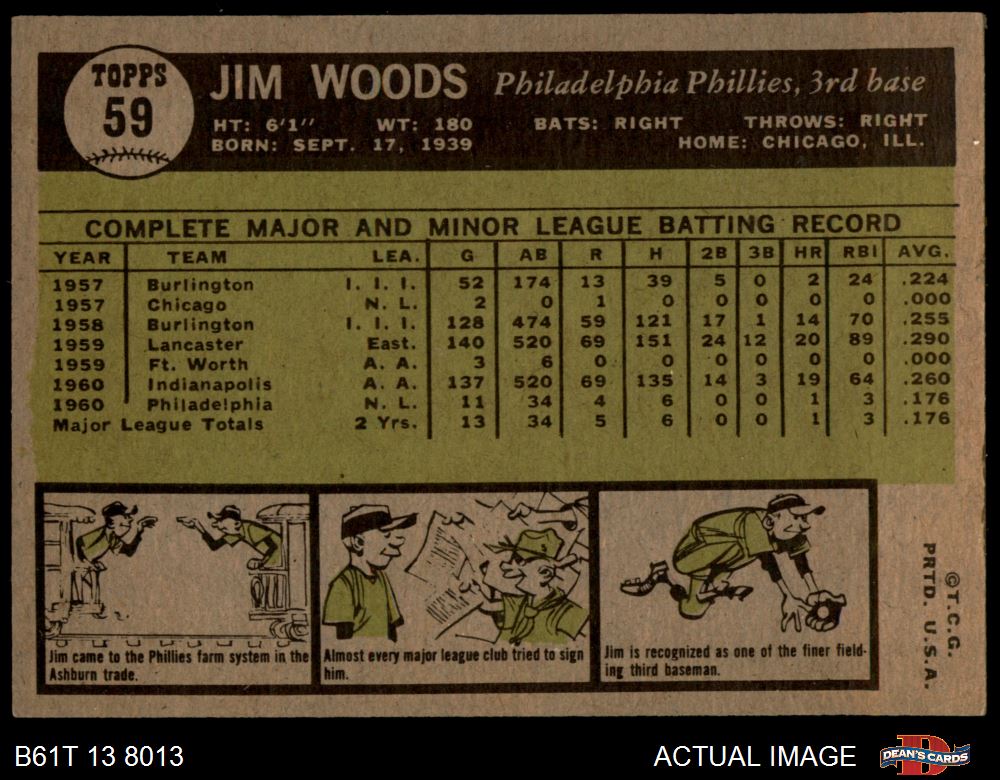 TOPPS
59
JIM WOODS Philadelphia Phillies, 3rd base
HT: 6'1" WT: 180 BATS: RIGHT THROWS: RIGHT
BORN: SEPT. 17, 1939 HOME: CHICAGO, ILL.
COMPLETE MAJOR AND MINOR LEAGUE BATTING RECORD
YEAR TEAM LEA. G AB R H 2B 3B HR RBI AVG.
1957 Burlington I. I. I. 52 174 13 39 5 0 2 24 .224
1957 Chicago N. L. 2 0 1 0 0 0 0 0 .000
1958 Burlington I. I. I. 128 474 59 121 17 1 14 70 .255
1959 Lancaster East. 140 520 69 151 24 12 20 89 .290
1959 Ft. Worth A. A. 3 6 0 0 0 0 0 0 .000
1960 Indianapolis A. A. 137 520 69 135 14 3 19 64 .260
1960 Philadelphia N. L. 11 34 4 6 0 0 1 3 .176
Major League Totals 2 Yrs. 13 34 5 6 0 0 1 3 .176
Jim came to the Phillies farm system in the
Ashburn trade.
Almost every major league club tried to sign
him.
Jim is recognized as one of the finer field-
ing third baseman.
©T.C.G.
PRTD. U.S.A.
B61T 13 8013 ACTUAL IMAGE DEAN'S CARDS